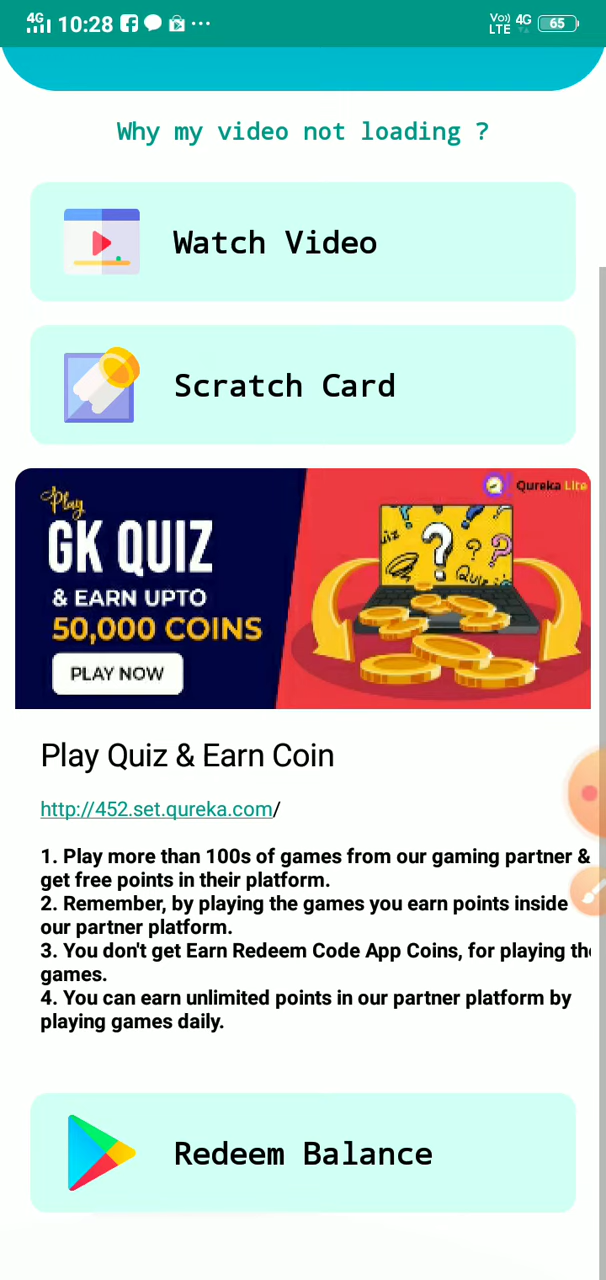 4G 10:28 Vo)) LTE 4G 65
Why my video not loading ?
Watch Video
Scratch Card
Qureka Lite
Play
GK QUIZ
& EARN UPTO
50,000 COINS
PLAY NOW
Quiz
Play Quiz & Earn Coin
http://452.set.qureka.com/
1. Play more than 100s of games from our gaming partner &
get free points in their platform.
2. Remember, by playing the games you earn points inside
our partner platform.
3. You don't get Earn Redeem Code App Coins, for playing the
games.
4. You can earn unlimited points in our partner platform by
playing games daily.
Redeem Balance